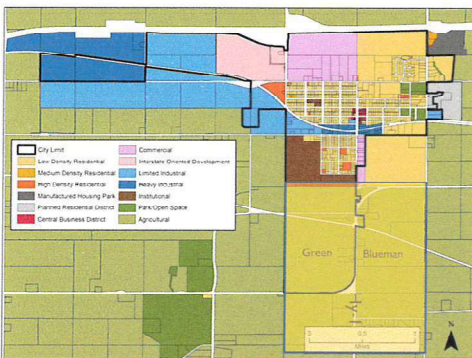 City Limit
Low Density Residential
Medium Density Residential
High Density Residential
Manufactured Housing Park
Planned Residential District
Central Business District
Commercial
Interstate Oriented Development
Limited Industrial
Heavy Industrial
Institutional
Park/Open Space
Agricultural
Green
Blueman
N
0
0.5
1
Miles